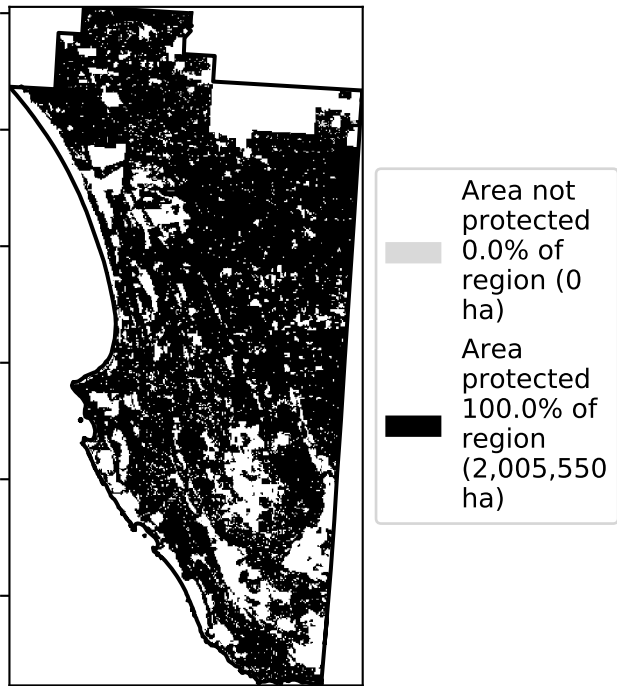 Area not
protected
0.0% of
region (0
ha)
Area
protected
100.0% of
region
(2,005,550
ha)